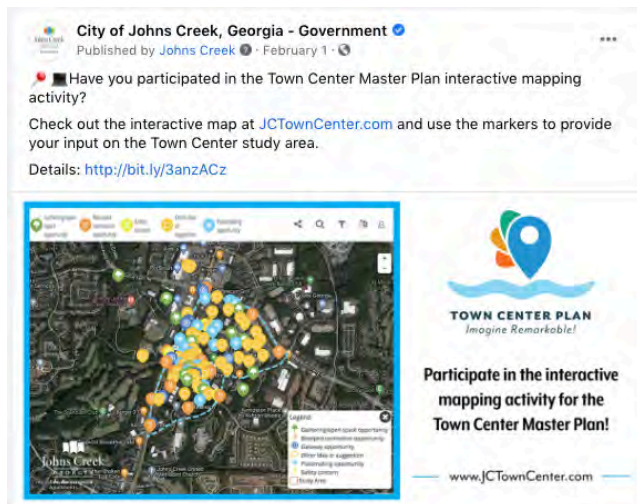 City of Johns Creek, Georgia - Government
Published by Johns Creek · February 1 ·
Have you participated in the Town Center Master Plan interactive mapping
activity?
Check out the interactive map at JCTownCenter.com and use the markers to provide
your input on the Town Center study area.
Details: http://bit.ly/3anzACz
Legend
Gathering/open space opportunity
Blueprint connection opportunity
Gateway opportunity
Other idea or suggestion
Placemaking opportunity
Safety concern
Study Area
Johns Creek
GEORGIA
TOWN CENTER PLAN
Imagine Remarkable!
Participate in the interactive
mapping activity for the
Town Center Master Plan!
www.JCTownCenter.com